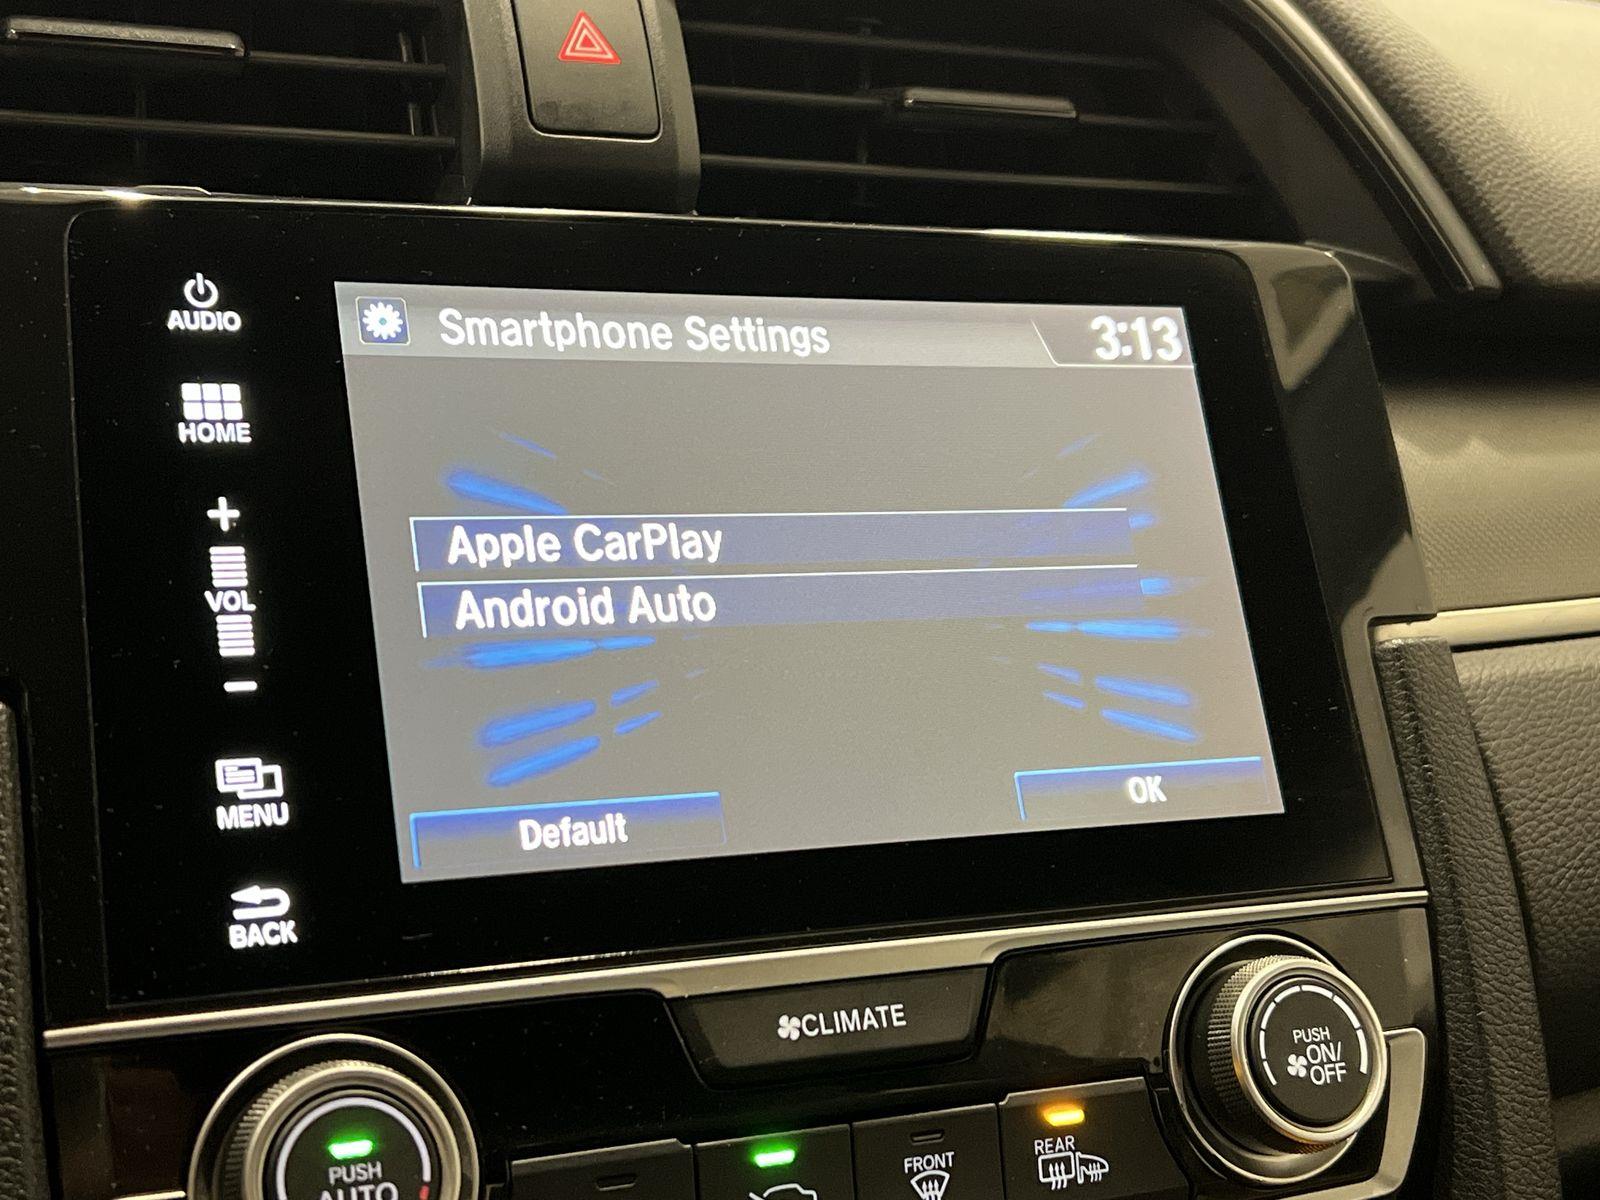 AUDIO
Smartphone Settings
3:13
HOME
+
VOL
-
Apple CarPlay
Android Auto
MENU
Default
OK
BACK
CLIMATE
PUSH
ON/
OFF
PUSH
AUTO
FRONT
REAR